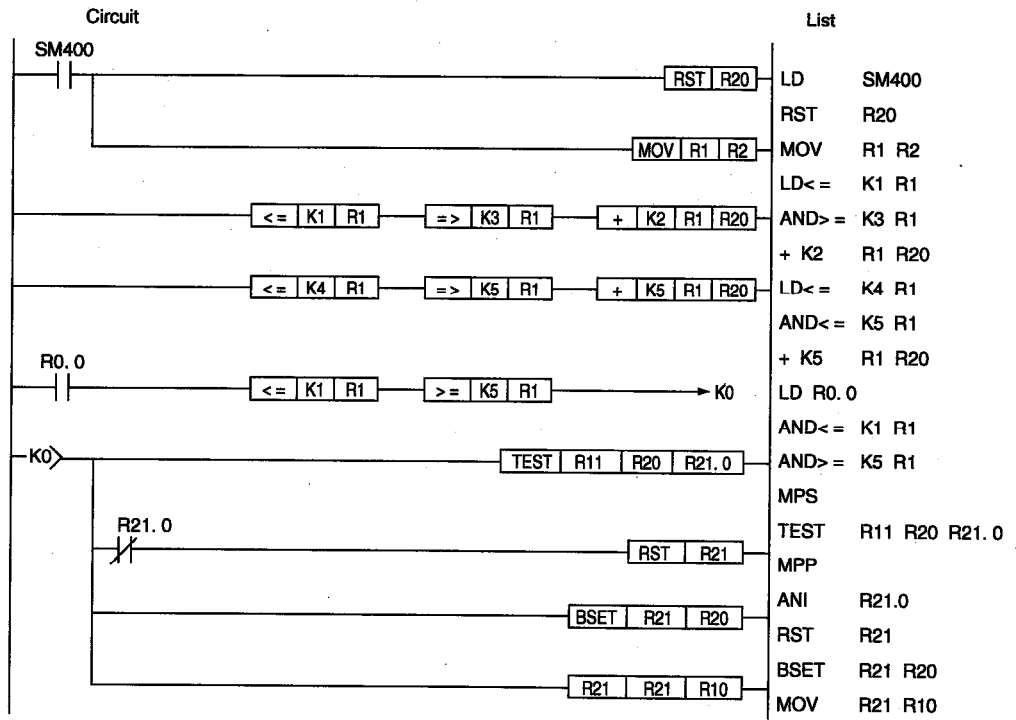 Circuit List
SM400
RST R20 LD SM400
RST R20
MOV R1 R2 MOV R1 R2
LD<= K1 R1
<= K1 R1 => K3 R1 + K2 R1 R20 AND>= K3 R1
+ K2 R1 R20
<= K4 R1 => K5 R1 + K5 R1 R20 LD<= K4 R1
AND<= K5 R1
R0. 0 + K5 R1 R20
<= K1 R1 >= K5 R1 K0 LD R0. 0
AND<= K1 R1
K0 TEST R11 R20 R21. 0 AND>= K5 R1
MPS
R21. 0 TEST R11 R20 R21. 0
RST R21 MPP
ANI R21.0
BSET R21 R20 RST R21
BSET R21 R20
R21 R21 R10 MOV R21 R10